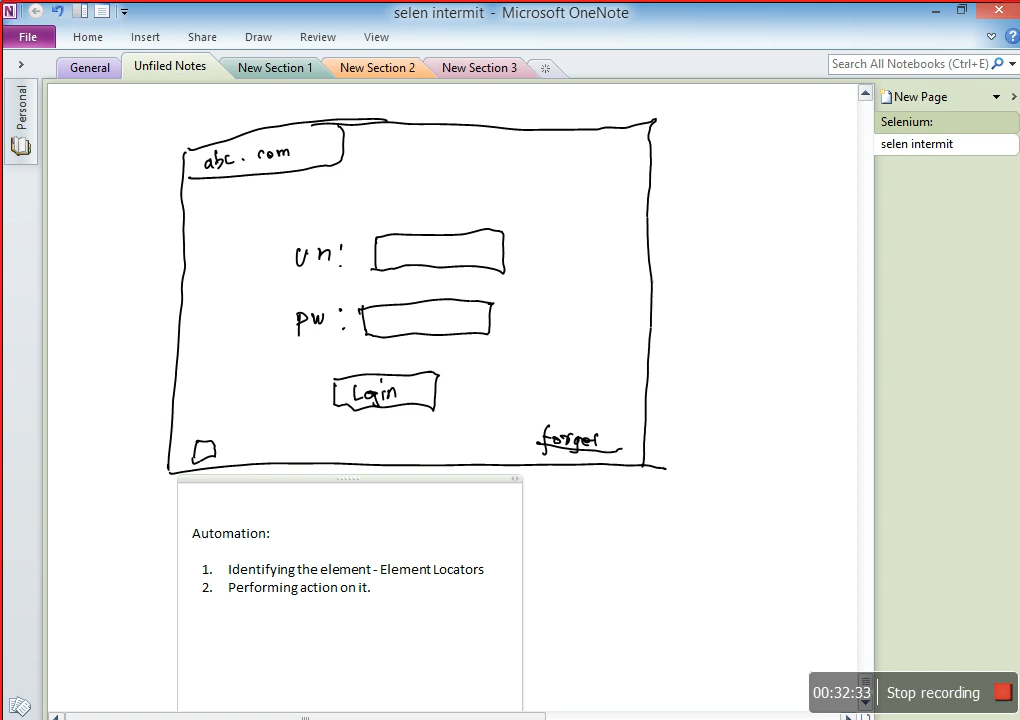 selen intermit - Microsoft OneNote
File Home Insert Share Draw Review View
General Unfiled Notes New Section 1 New Section 2 New Section 3
Search All Notebooks (Ctrl+E)
Personal
New Page
Selenium:
selen intermit
abc.com
un:
pw:
Login
forget
Automation:
1. Identifying the element - Element Locators
2. Performing action on it.
00:32:33 Stop recording